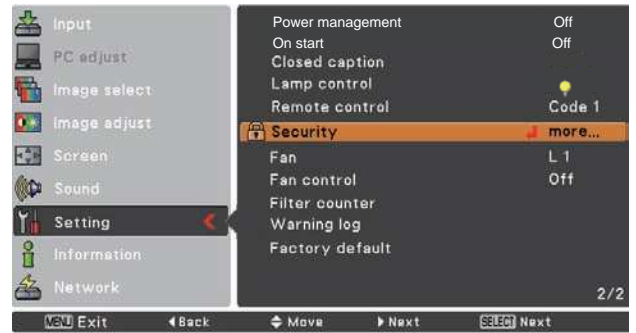 Input
PC adjust
Image select
Image adjust
Screen
Sound
Setting
Information
Network
Power management Off
On start Off
Closed caption
Lamp control
Remote control Code 1
Security more...
Fan L 1
Fan control Off
Filter counter
Warning log
Factory default
2/2
MENU Exit Back Move Next SELECT Next